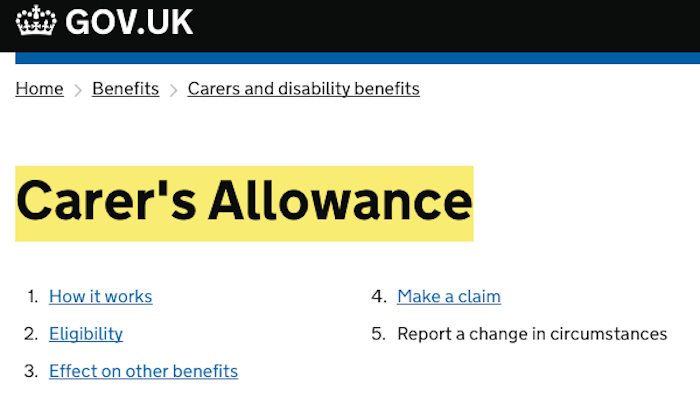 GOV.UK
Home > Benefits > Carers and disability benefits
Carer's Allowance
1. How it works
2. Eligibility
3. Effect on other benefits
4. Make a claim
5. Report a change in circumstances